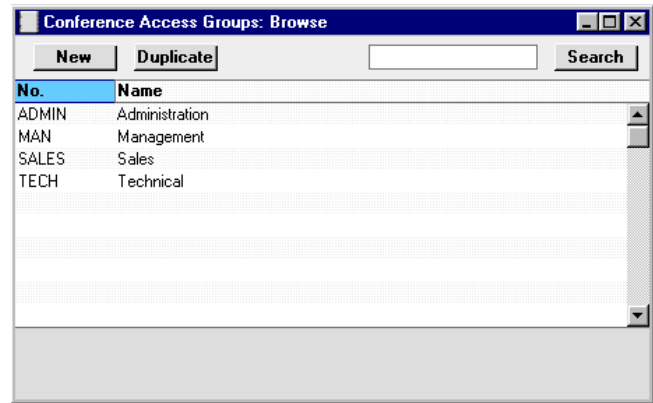 Conference Access Groups: Browse
New Duplicate Search
No. Name
ADMIN Administration
MAN Management
SALES Sales
TECH Technical